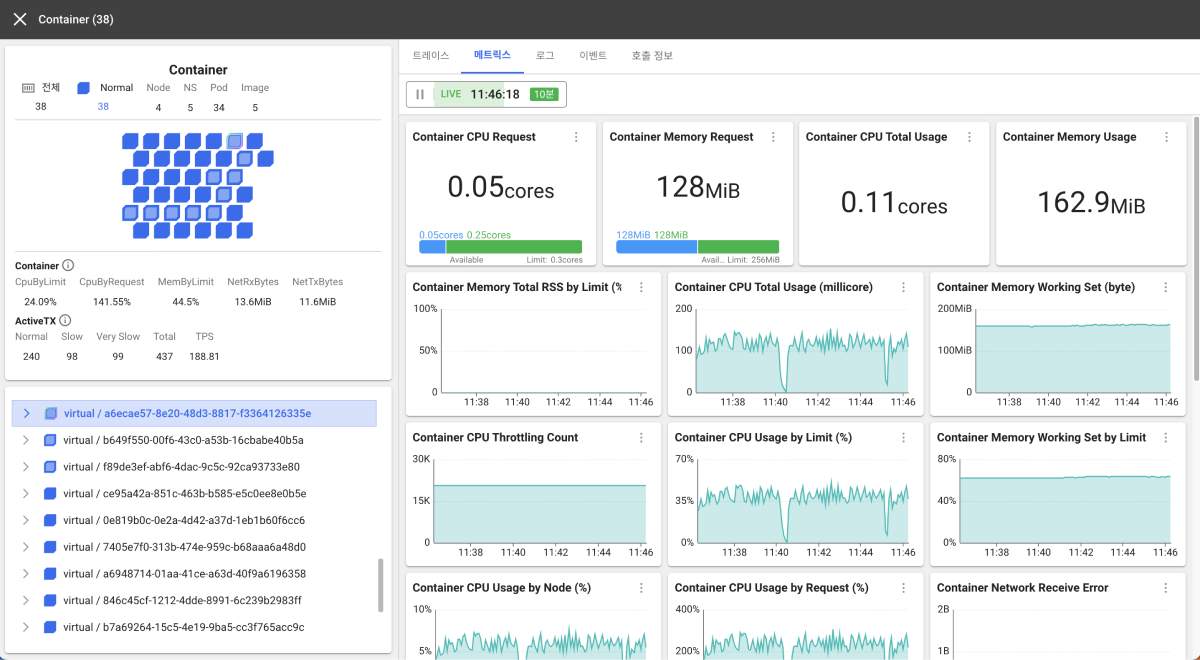 Container (38)
Container
전체 Normal Node NS Pod Image
38 38 4 5 34 5
Container
CpuByLimit CpuByRequest MemByLimit NetRxBytes NetTxBytes
24.09% 141.55% 44.5% 13.6MiB 11.6MiB
ActiveTX
Normal Slow Very Slow Total TPS
240 98 99 437 188.81
virtual / a6ecae57-8e20-48d3-8817-f3364126335e
virtual / b649f550-00f6-43c0-a53b-16cbabe40b5a
virtual / f89de3ef-abf6-4dac-9c5c-92ca93733e80
virtual / ce95a42a-851c-463b-b585-e5c0ee8e0b5e
virtual / 0e819b0c-0e2a-4d42-a37d-1eb1b60f6cc6
virtual / 7405e7f0-313b-474e-959c-b68aaa6a48d0
virtual / a6948714-01aa-41ce-a63d-40f9a6196358
virtual / 846c45cf-1212-4dde-8991-6c239b2983ff
virtual / b7a69264-15c5-4e19-9ba5-cc3f765acc9c
트레이스 메트릭스 로그 이벤트 호출 정보
LIVE 11:46:18 10분
Container CPU Request
0.05cores
0.05cores 0.25cores
Available Limit: 0.3cores
Container Memory Request
128MiB
128MiB 128MiB
Avail... Limit: 256MiB
Container CPU Total Usage
0.11cores
Container Memory Usage
162.9MiB
Container Memory Total RSS by Limit (%
100%
50%
0
11:38 11:40 11:42 11:44 11:46
Container CPU Total Usage (millicore)
200
100
0
11:38 11:40 11:42 11:44 11:46
Container Memory Working Set (byte)
200MiB
100MiB
0
11:38 11:40 11:42 11:44 11:46
Container CPU Throttling Count
30K
15K
0
11:38 11:40 11:42 11:44 11:46
Container CPU Usage by Limit (%)
70%
35%
0%
11:38 11:40 11:42 11:44 11:46
Container Memory Working Set by Limit
80%
40%
0%
11:38 11:40 11:42 11:44 11:46
Container CPU Usage by Node (%)
10%
5%
Container CPU Usage by Request (%)
400%
200%
Container Network Receive Error
2B
1B